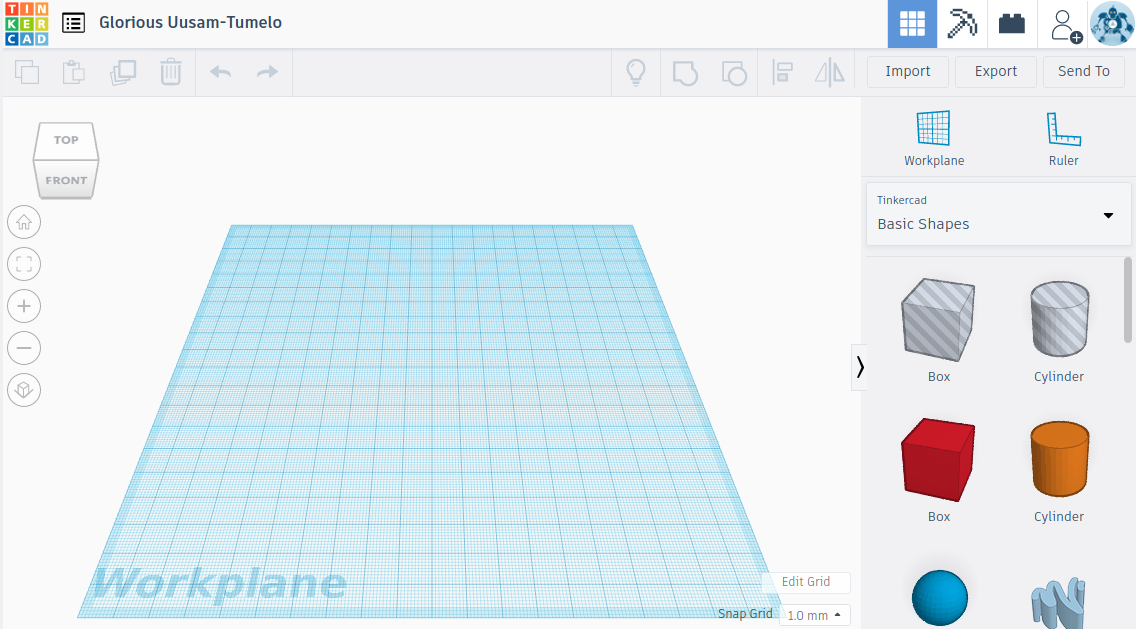 TIN
KER
CAD
Glorious Uusam-Tumelo
Import
Export
Send To
TOP
FRONT
Workplane
Ruler
Tinkercad
Basic Shapes
Box
Cylinder
Box
Cylinder
Workplane
Edit Grid
Snap Grid
1.0 mm